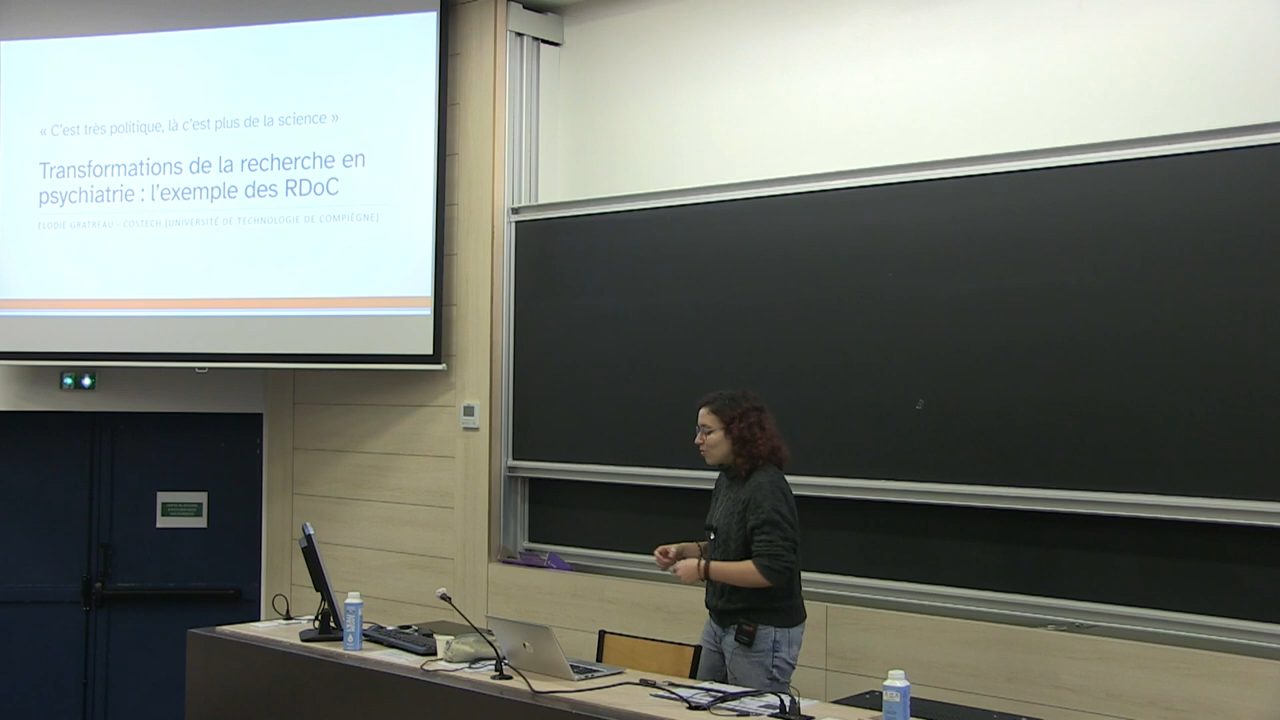 « C'est très politique, là c'est plus de la science »
Transformations de la recherche en
psychiatrie : l'exemple des RDoC
ELODIE GRATREAU - COSTECH (UNIVERSITÉ DE TECHNOLOGIE DE COMPIÈGNE)